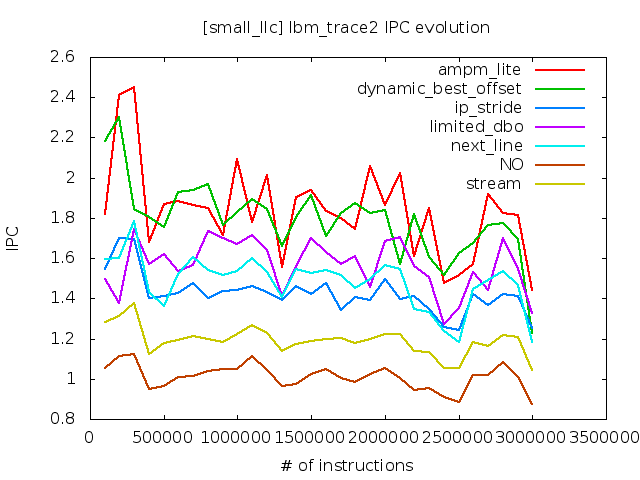 [small_llc] lbm_trace2 IPC evolution
2.6
2.4
2.2
2
1.8
1.6
1.4
1.2
1
0.8
IPC
ampm_lite
dynamic_best_offset
ip_stride
limited_dbo
next_line
NO
stream
0 500000 1000000 1500000 2000000 2500000 3000000 3500000
# of instructions